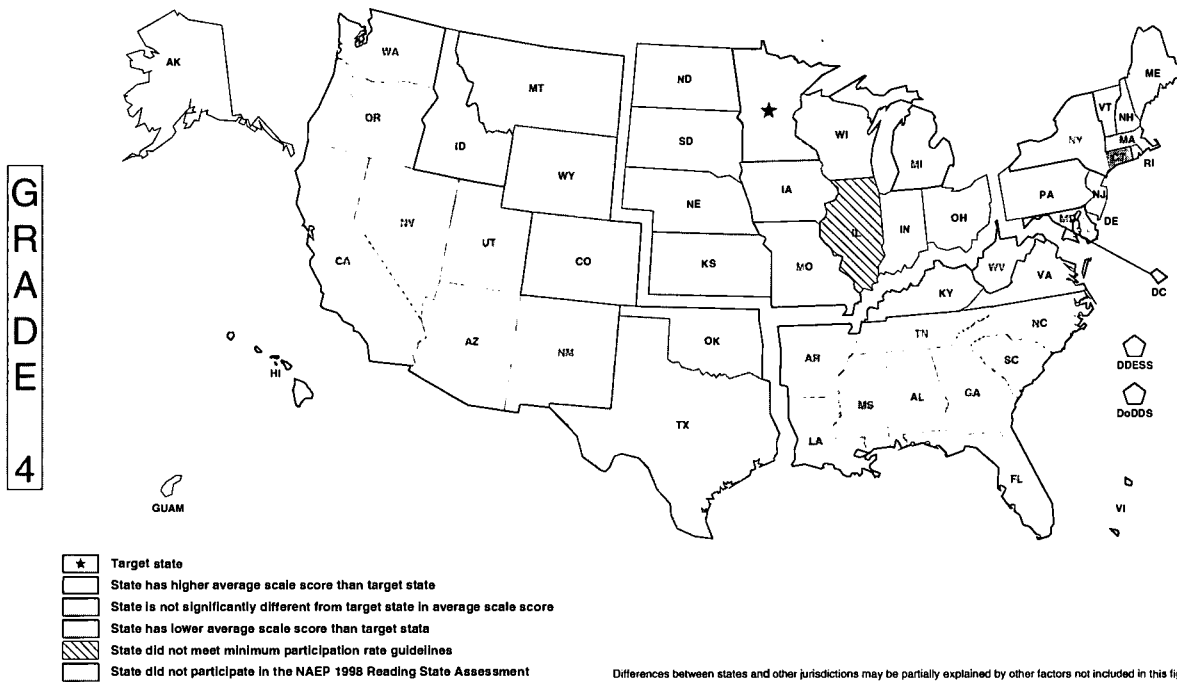 GRADE 4
AK
WA
MT
ND
ME
OR
ID
SD
WI
MI
VT
NH
NY
MA
RI
WY
NE
IA
PA
NJ
DE
NV
UT
CO
KS
MO
IL
IN
OH
WV
VA
DC
CA
KY
AZ
NM
OK
AR
TN
NC
SC
DDESS
HI
TX
LA
MS
AL
GA
DoDDS
FL
GUAM
VI
Target state
State has higher average scale score than target state
State is not significantly different from target state in average scale score
State has lower average scale score than target stata
State did not meet minimum participation rate guidelines
State did not participate in the NAEP 1998 Reading State Assessment
Differences between states and other jurisdictions may be partially explained by other factors not included in this fig